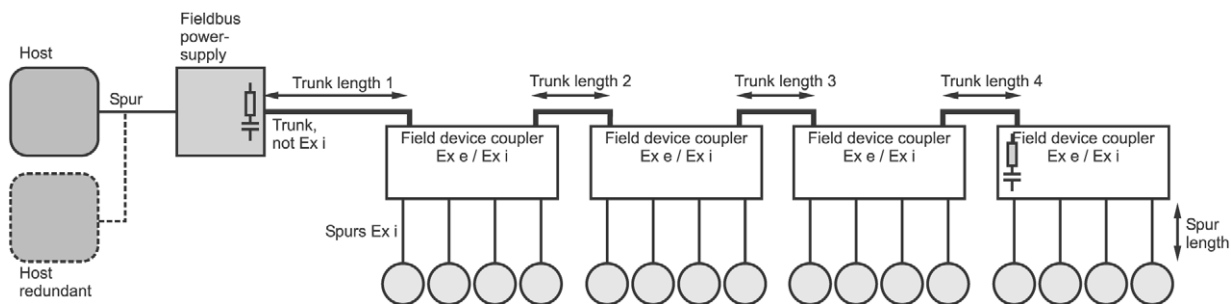 Host
Spur
Fieldbus
power-
supply
Trunk length 1
Trunk,
not Ex i
Trunk length 2
Trunk length 3
Trunk length 4
Field device coupler
Ex e / Ex i
Field device coupler
Ex e / Ex i
Field device coupler
Ex e / Ex i
Field device coupler
Ex e / Ex i
Spurs Ex i
Spur
length
Host
redundant